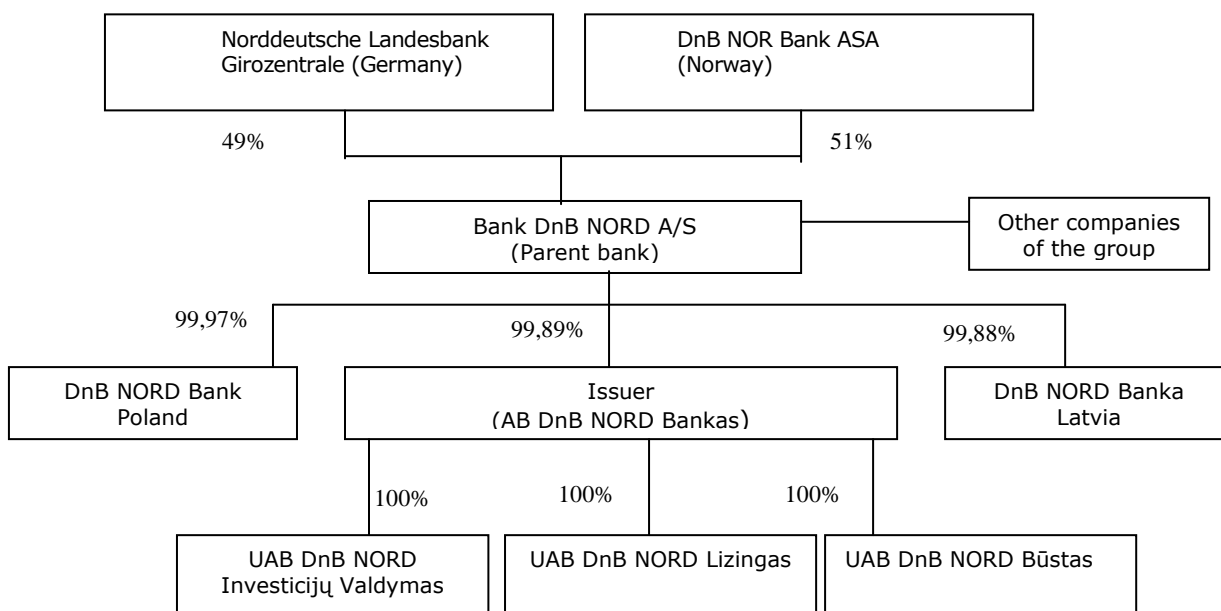 Norddeutsche Landesbank
Girozentrale (Germany)
DnB NOR Bank ASA
(Norway)
49%
51%
Bank DnB NORD A/S
(Parent bank)
Other companies
of the group
99,97%
99,89%
99,88%
DnB NORD Bank
Poland
Issuer
(AB DnB NORD Bankas)
DnB NORD Banka
Latvia
100%
100%
100%
UAB DnB NORD
Investicijų Valdymas
UAB DnB NORD Lizingas
UAB DnB NORD Būstas